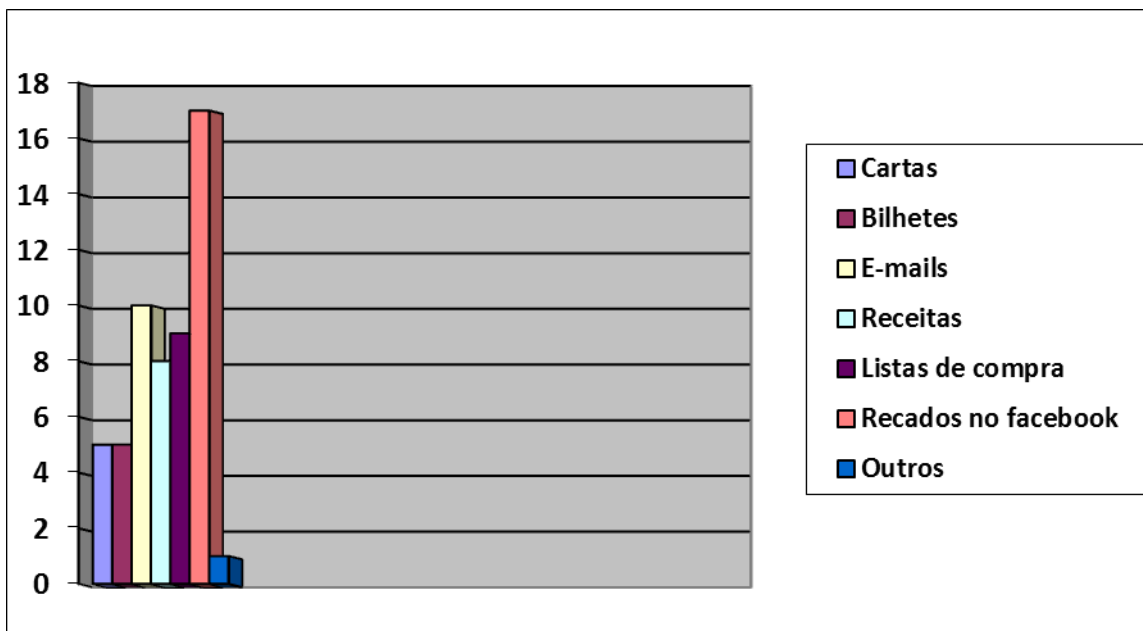 18
16
14
12
10
8
6
4
2
0
Cartas
Bilhetes
E-mails
Receitas
Listas de compra
Recados no facebook
Outros